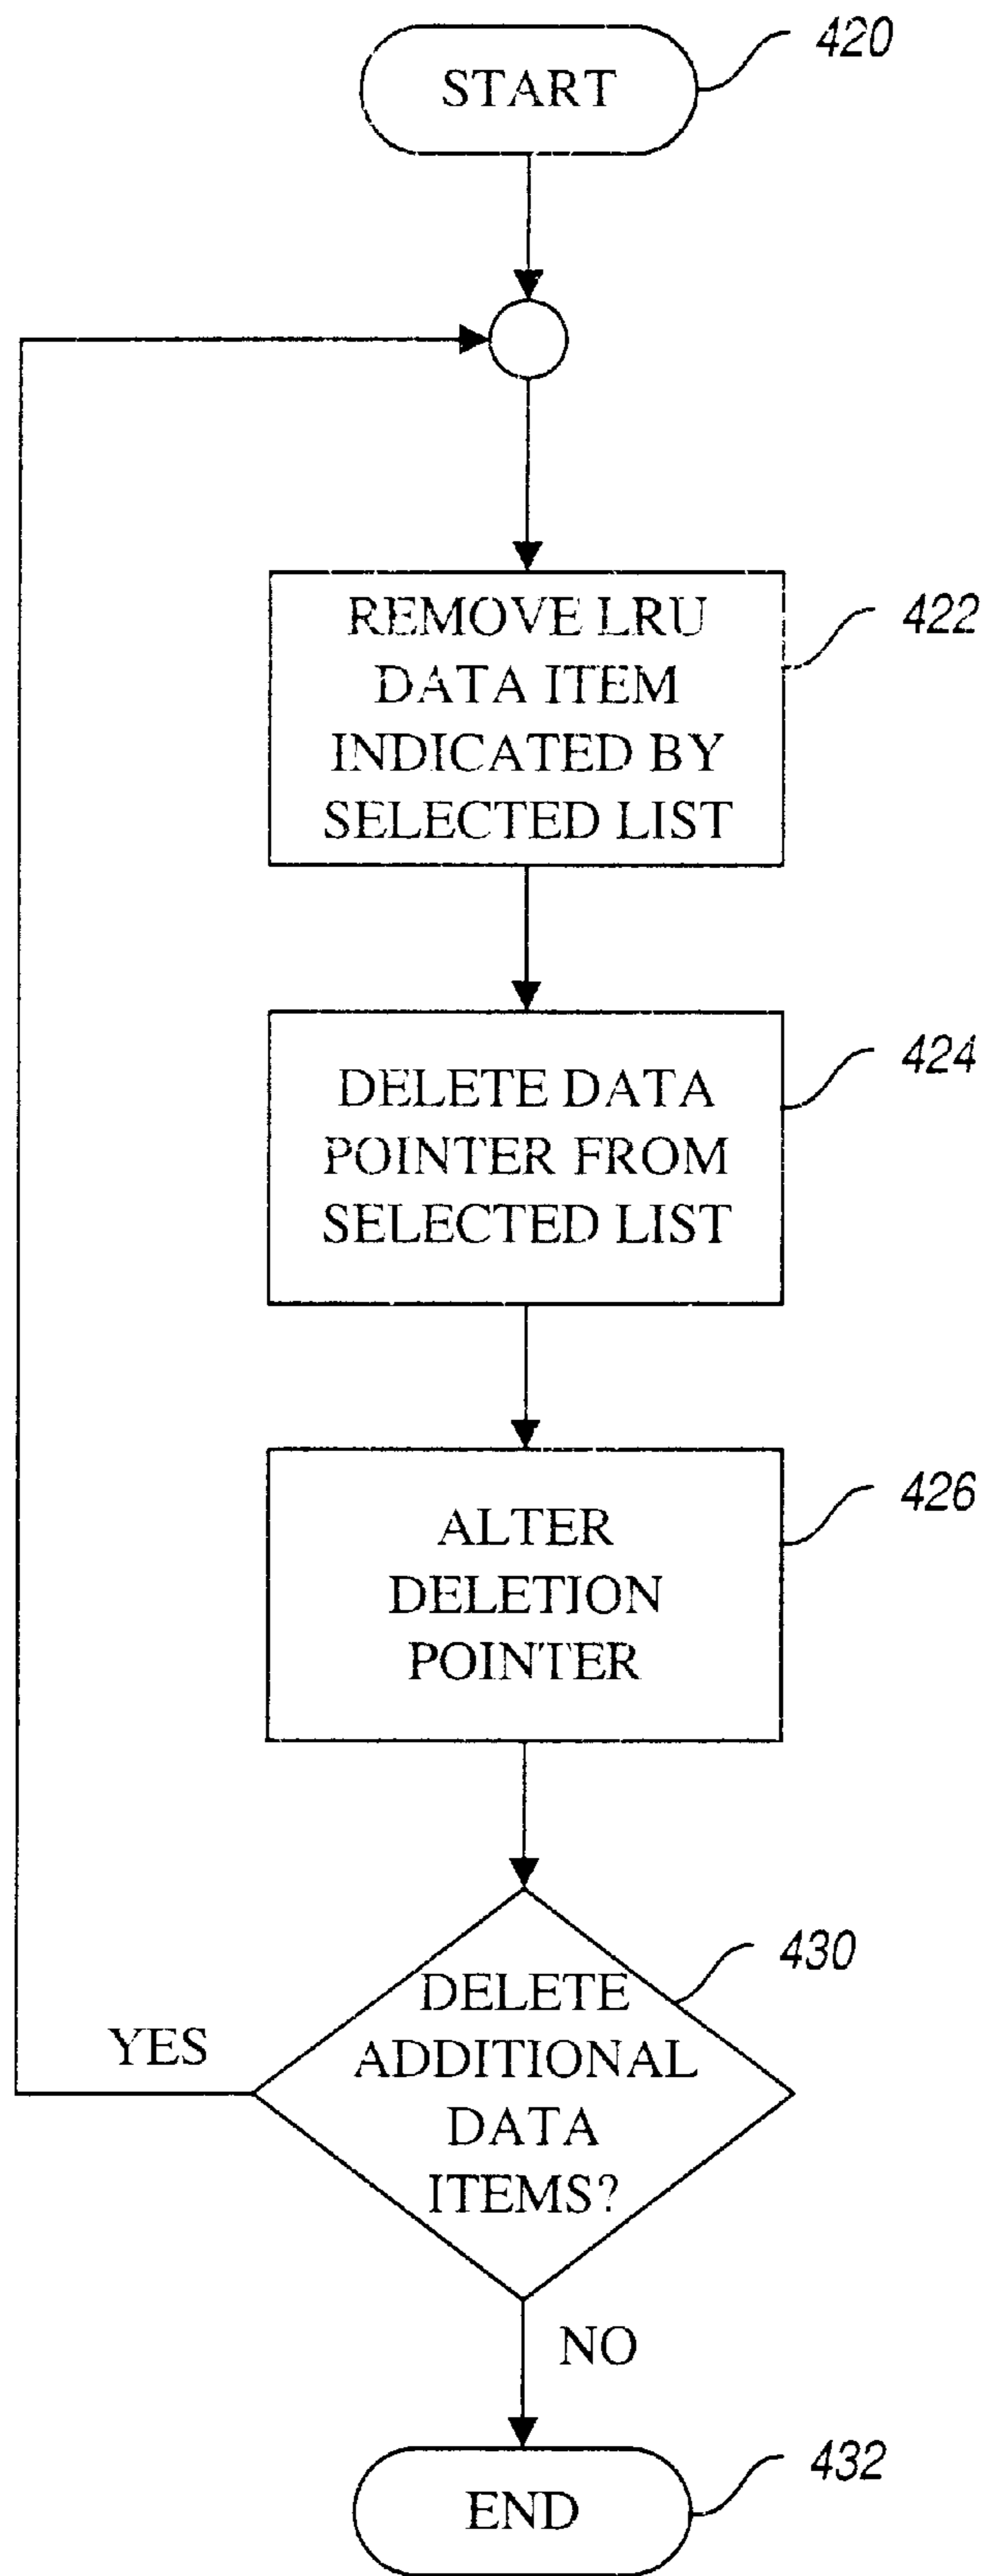 420
START
REMOVE LRU
DATA ITEM
INDICATED BY
SELECTED LIST
422
DELETE DATA
POINTER FROM
SELECTED LIST
424
ALTER
DELETION
POINTER
426
DELETE
ADDITIONAL
DATA
ITEMS?
430
YES
NO
END
432